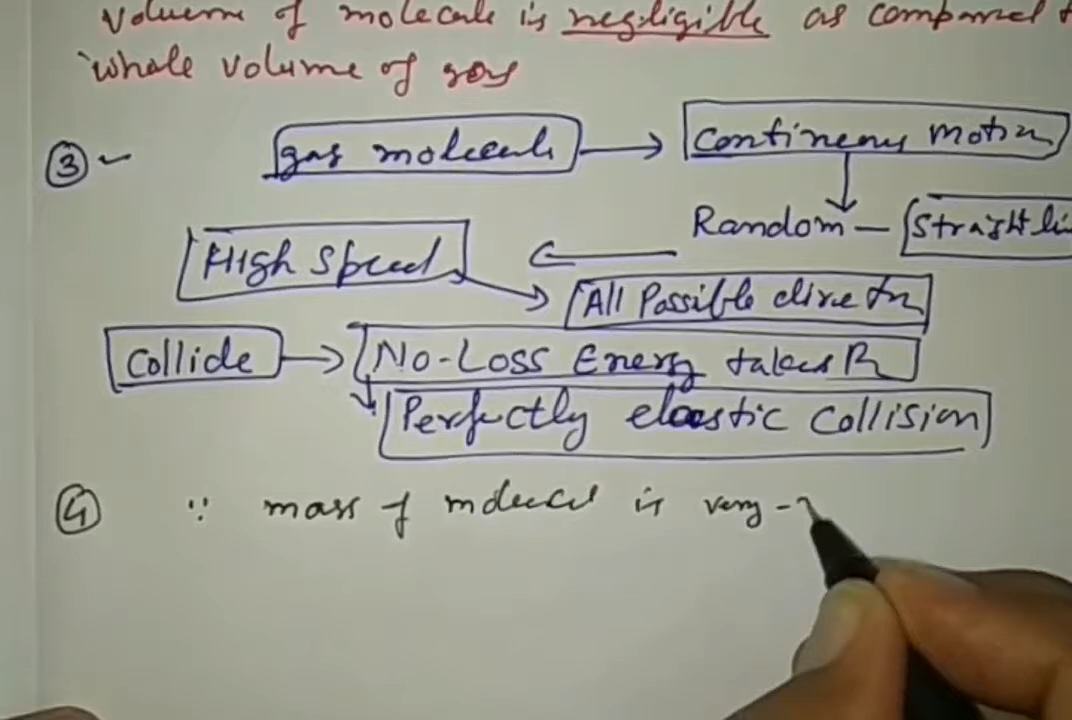 Volume of molecule is negligible as compared
whole volume of gas
③ gas molecule → Contineous motion
Random — Straight
High Speed
All Possible direction
Collide → No-Loss Energy takes
Perfectly elastic Collision
④ ∵ mass of molecule is very -